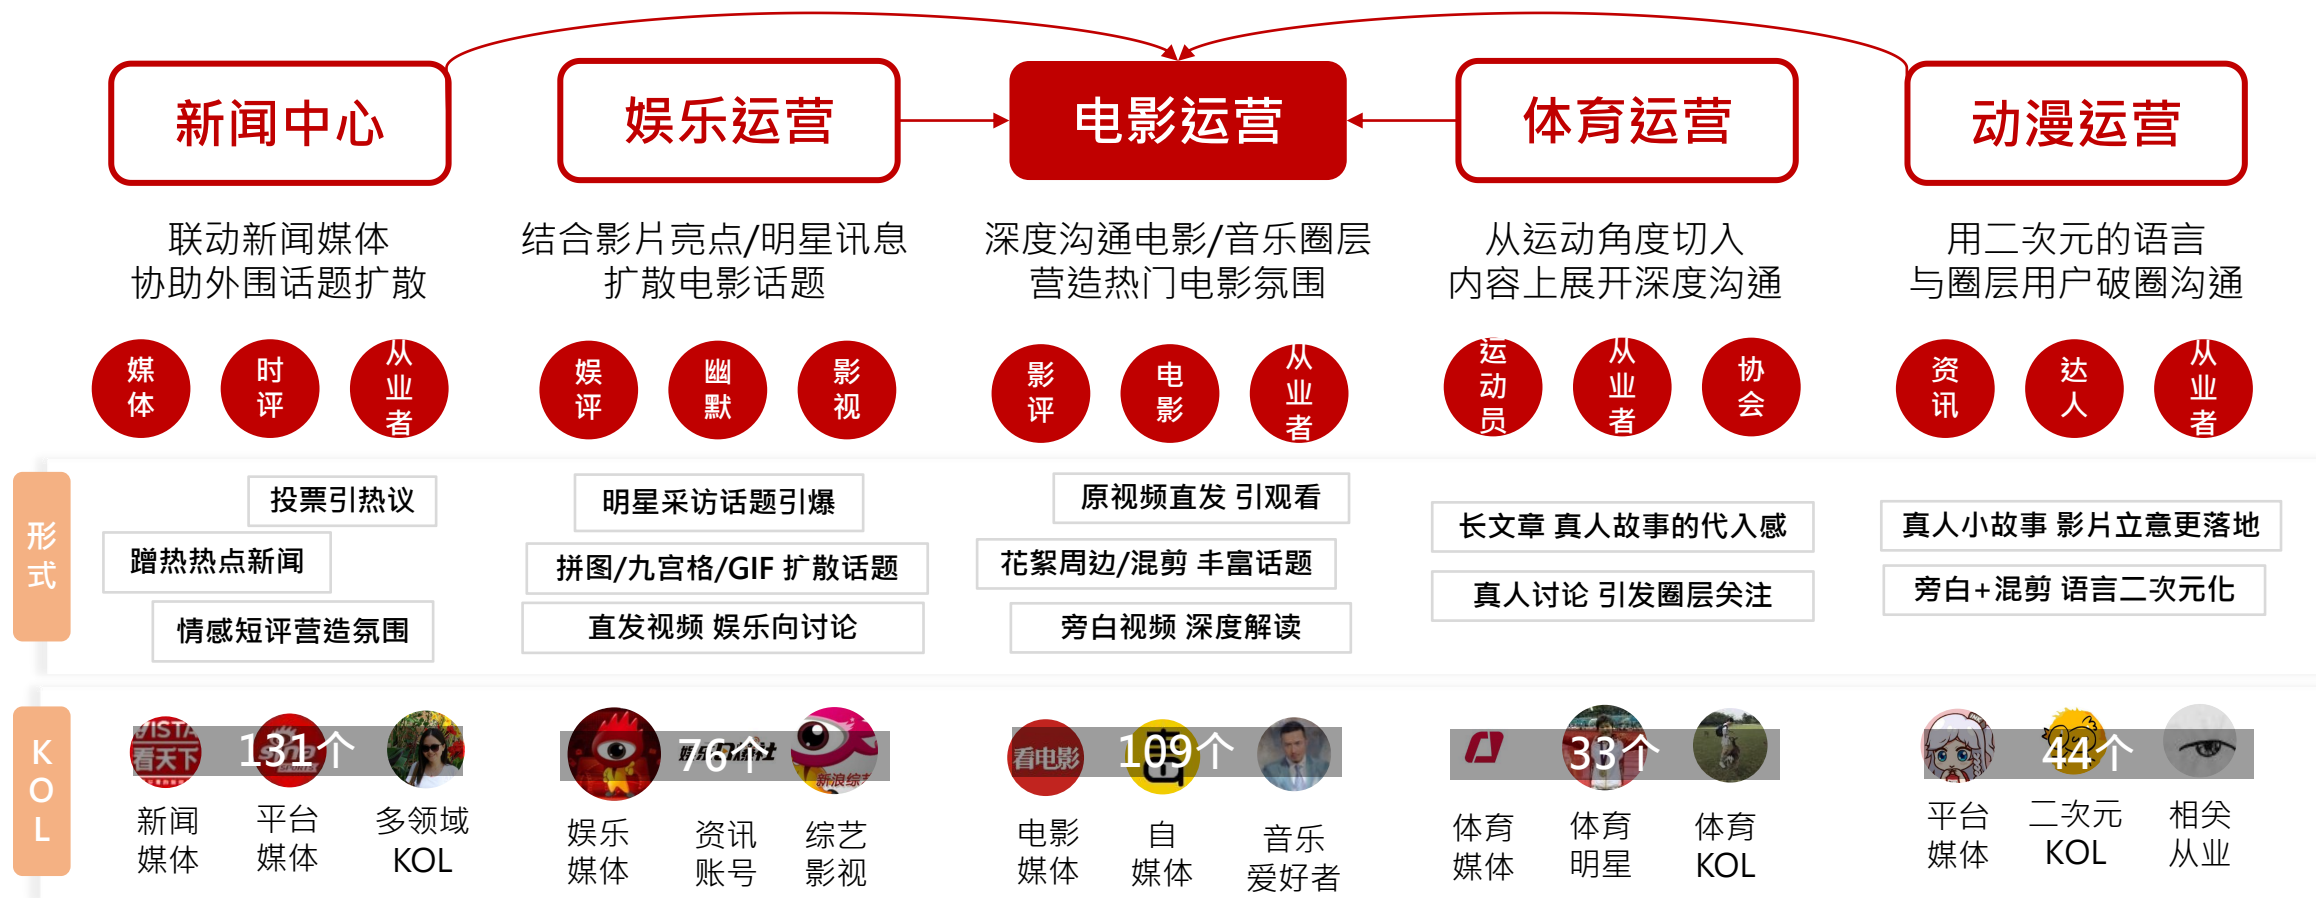 新闻中心
娱乐运营
电影运营
体育运营
动漫运营
联动新闻媒体
协助外围话题扩散
结合影片亮点/明星讯息
扩散电影话题
深度沟通电影/音乐圈层
营造热门电影氛围
从运动角度切入
内容上展开深度沟通
用二次元的语言
与圈层用户破圈沟通
媒体
时评
从业者
娱评
幽默
影视
影评
电影
从业者
运动员
从业者
协会
资讯
达人
从业者
形式
投票引热议
蹭热热点新闻
情感短评营造氛围
明星采访话题引爆
拼图/九宫格/GIF 扩散话题
直发视频 娱乐向讨论
原视频直发 引观看
花絮周边/混剪 丰富话题
旁白视频 深度解读
长文章 真人故事的代入感
真人讨论 引发圈层关注
真人小故事 影片立意更落地
旁白+混剪 语言二次元化
KOL
看天下
131个
76个
新浪综艺
看电影
109个
33个
44个
新闻
媒体
平台
媒体
多领域
KOL
娱乐
媒体
资讯
账号
综艺
影视
电影
媒体
自
媒体
音乐
爱好者
体育
媒体
体育
明星
体育
KOL
平台
媒体
二次元
KOL
相关
从业